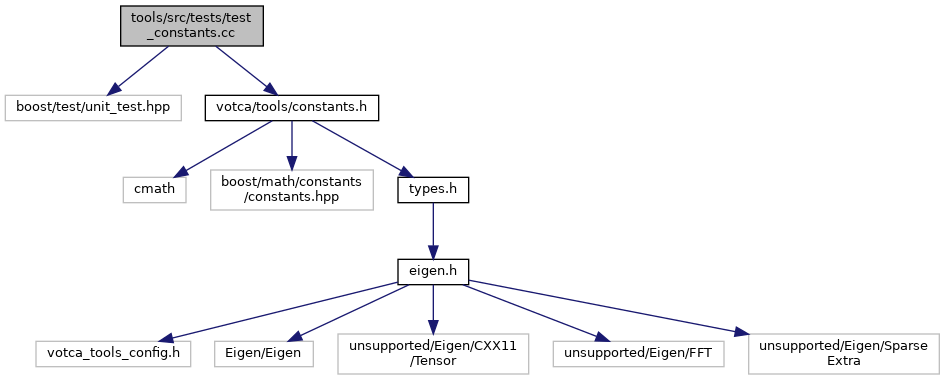 tools/src/tests/test
_constants.cc
boost/test/unit_test.hpp
votca/tools/constants.h
cmath
boost/math/constants
/constants.hpp
types.h
eigen.h
votca_tools_config.h
Eigen/Eigen
unsupported/Eigen/CXX11
/Tensor
unsupported/Eigen/FFT
unsupported/Eigen/Sparse
Extra